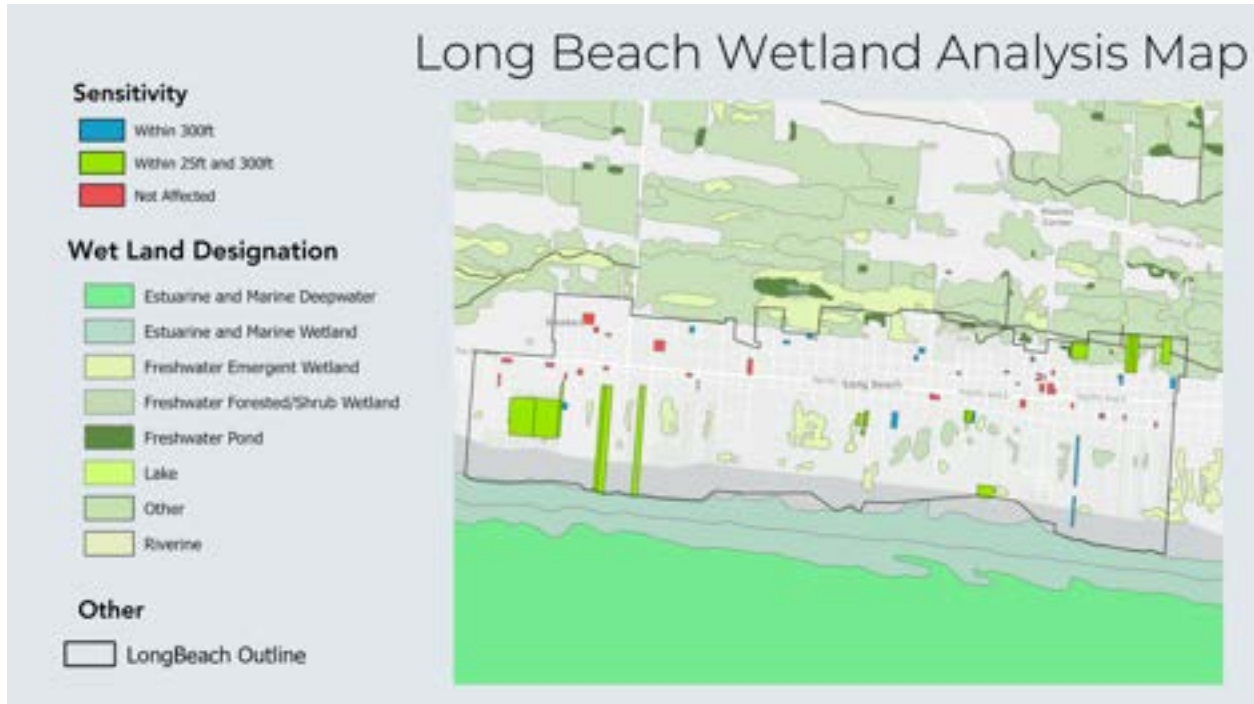 Long Beach Wetland Analysis Map
Sensitivity
Within 300ft
Within 25ft and 300ft
Not Affected
Wet Land Designation
Estuarine and Marine Deepwater
Estuarine and Marine Wetland
Freshwater Emergent Wetland
Freshwater Forested/Shrub Wetland
Freshwater Pond
Lake
Other
Riverine
Other
LongBeach Outline
Long Beach